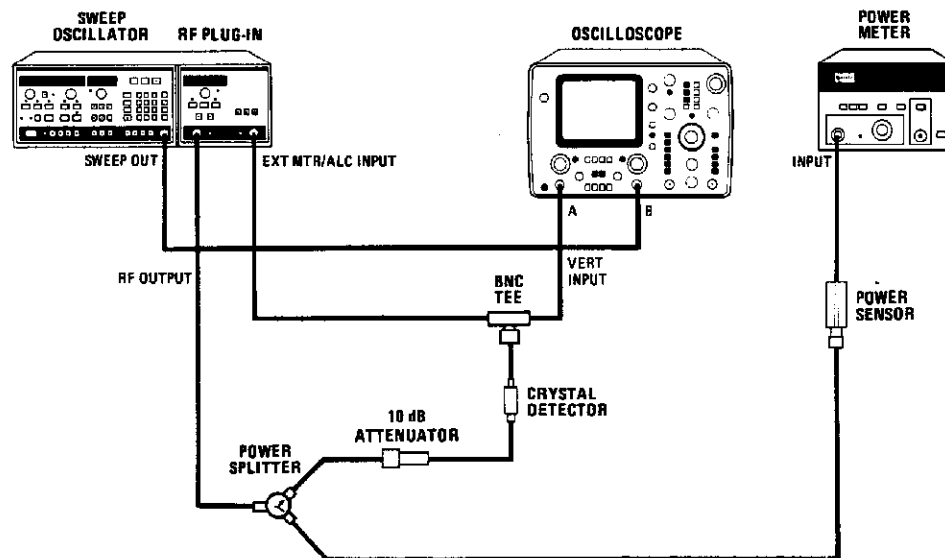 SWEEP
OSCILLATOR
RF PLUG-IN
OSCILLOSCOPE
POWER
METER
SWEEP OUT
EXT MTR/ALC INPUT
A
B
INPUT
RF OUTPUT
VERT
INPUT
BNC
TEE
POWER
SENSOR
CRYSTAL
DETECTOR
10 dB
ATTENUATOR
POWER
SPLITTER